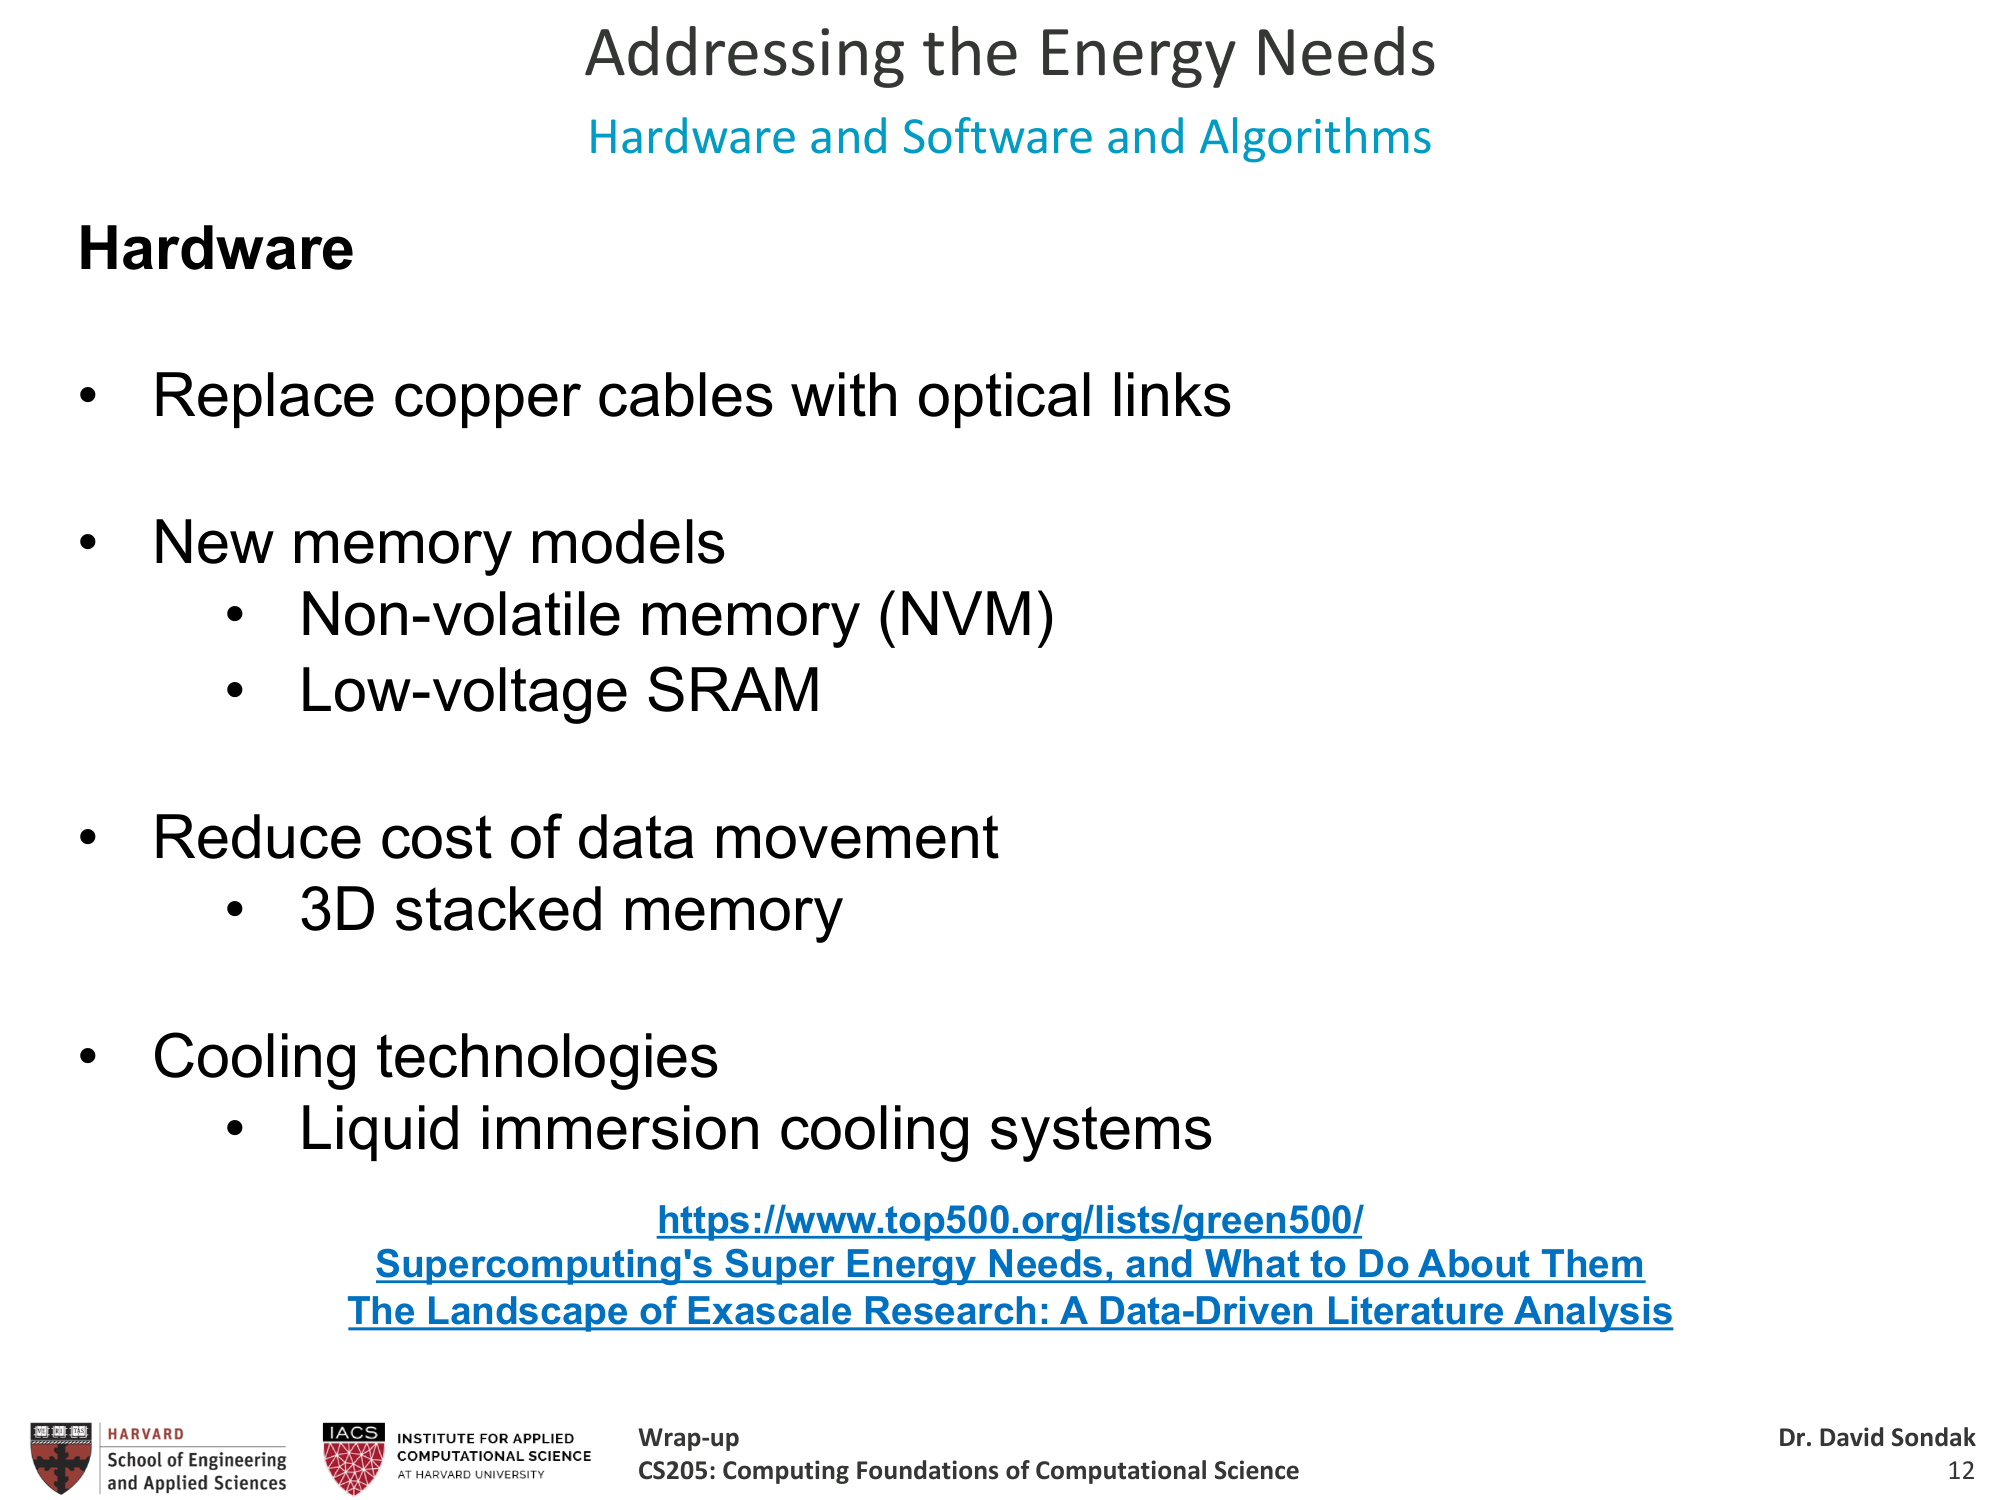 Addressing the Energy Needs
Hardware and Software and Algorithms
Hardware
• Replace copper cables with optical links
• New memory models
• Non-volatile memory (NVM)
• Low-voltage SRAM
• Reduce cost of data movement
• 3D stacked memory
• Cooling technologies
• Liquid immersion cooling systems
https://www.top500.org/lists/green500/
Supercomputing's Super Energy Needs, and What to Do About Them
The Landscape of Exascale Research: A Data-Driven Literature Analysis
HARVARD
School of Engineering
and Applied Sciences
IACS
INSTITUTE FOR APPLIED
COMPUTATIONAL SCIENCE
AT HARVARD UNIVERSITY
Wrap-up
CS205: Computing Foundations of Computational Science
Dr. David Sondak
12